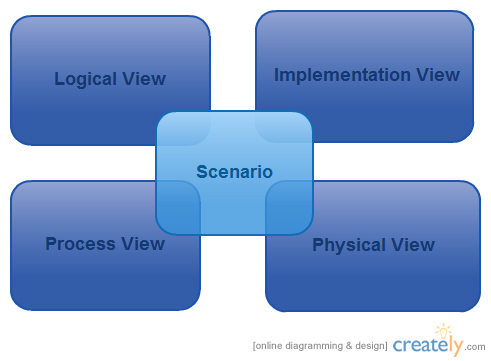 Logical View
Implementation View
Scenario
Process View
Physical View
[online diagramming & design] creately.com